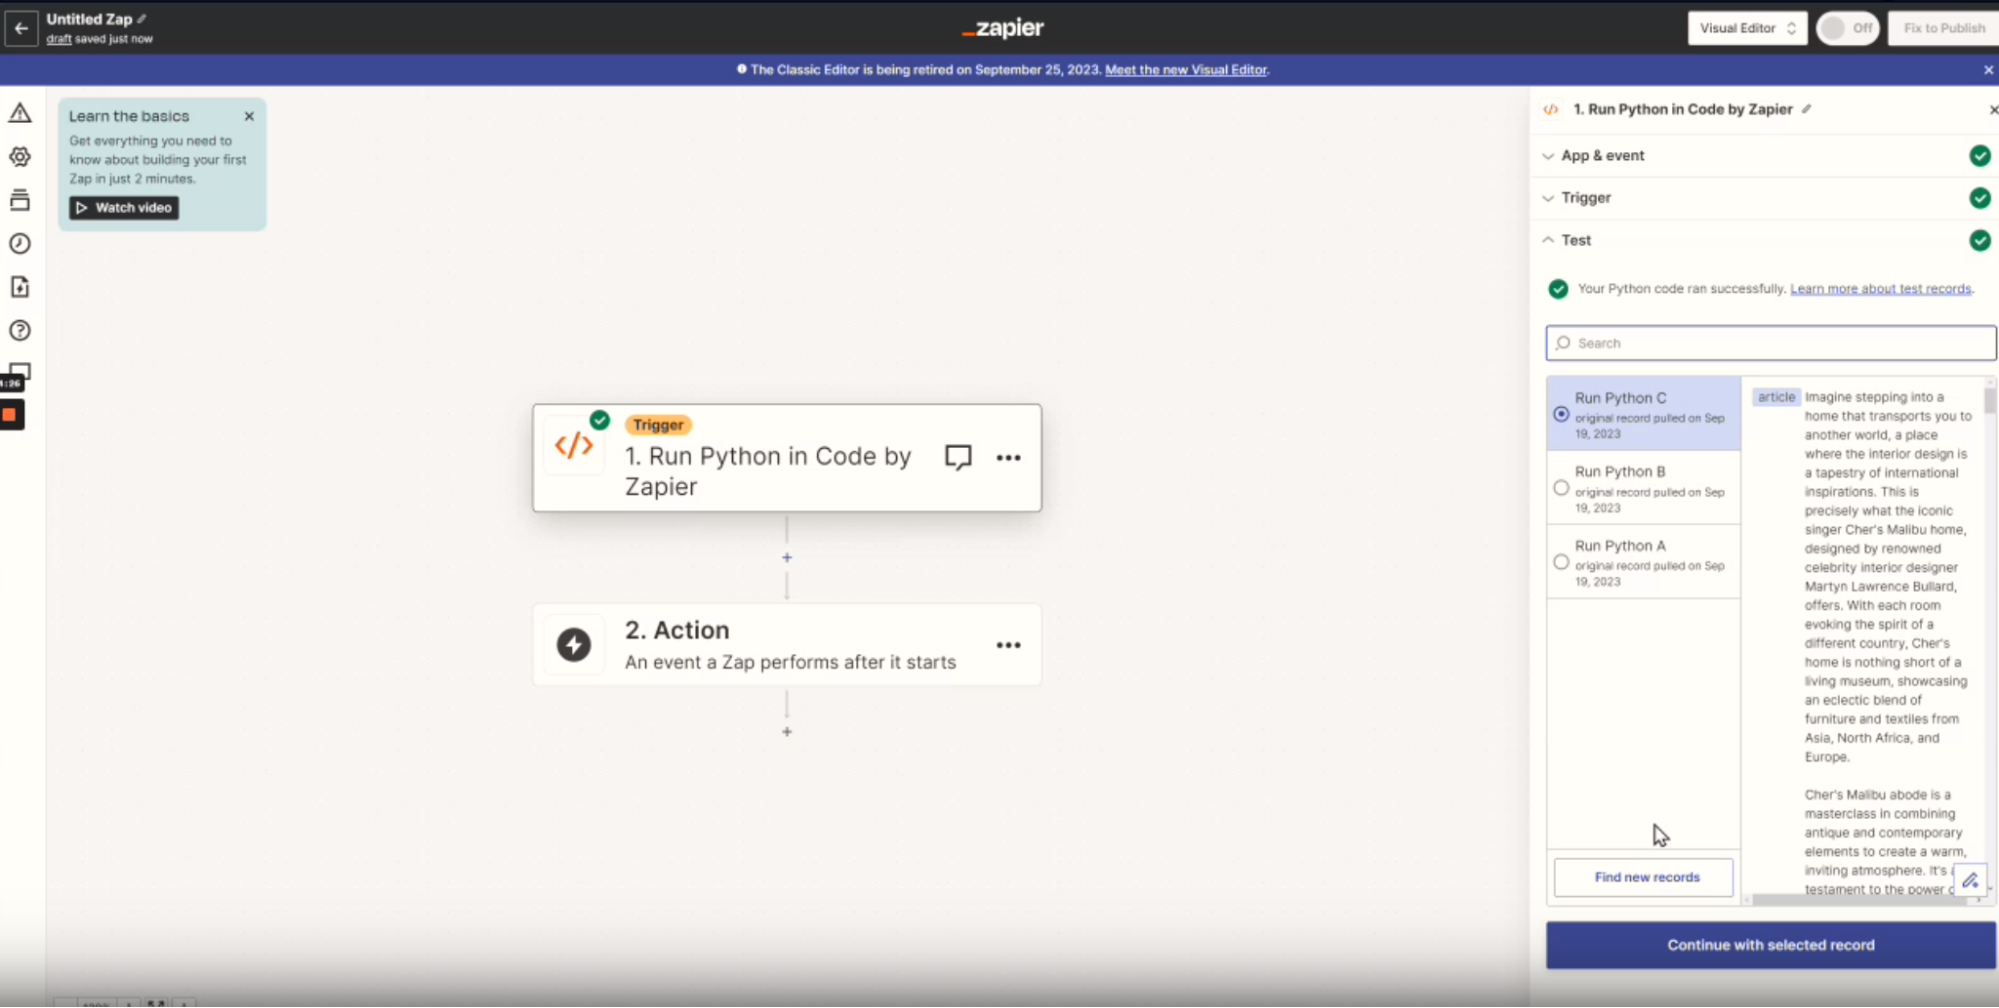 Untitled Zap
draft saved just now
zapier
Visual Editor
Off
Fix to Publish
The Classic Editor is being retired on September 25, 2023. Meet the new Visual Editor.
Learn the basics
Get everything you need to
know about building your first
Zap in just 2 minutes.
Watch video
Trigger
1. Run Python in Code by
Zapier
2. Action
An event a Zap performs after it starts
1. Run Python in Code by Zapier
App & event
Trigger
Test
Your Python code ran successfully. Learn more about test records.
Search
Run Python C
original record pulled on Sep
19, 2023
Run Python B
original record pulled on Sep
19, 2023
Run Python A
original record pulled on Sep
19, 2023
Find new records
article
Imagine stepping into a
home that transports you to
another world, a place
where the interior design is
a tapestry of international
inspirations. This is
precisely what the iconic
singer Cher's Malibu home,
designed by renowned
celebrity interior designer
Martyn Lawrence Bullard,
offers. With each room
evoking the spirit of a
different country, Cher's
home is nothing short of a
living museum, showcasing
an eclectic blend of
furniture and textiles from
Asia, North Africa, and
Europe.
Cher's Malibu abode is a
masterclass in combining
antique and contemporary
elements to create a warm,
inviting atmosphere. It's
testament to the power
Continue with selected record